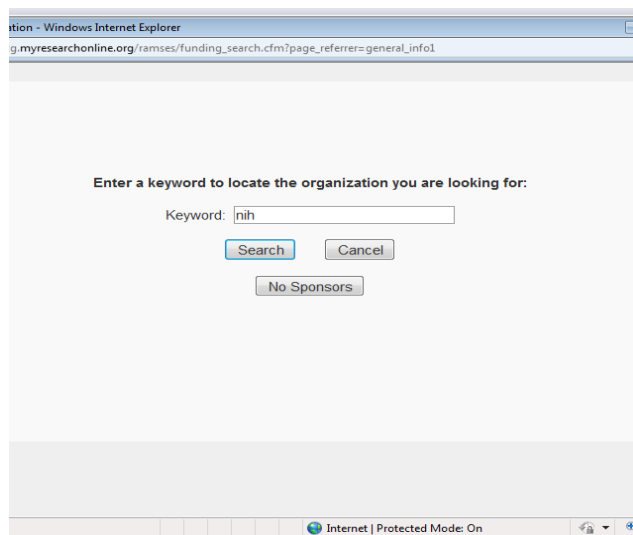 ation - Windows Internet Explorer
g.myresearchonline.org/ramses/funding_search.cfm?page_referrer=general_info1
Enter a keyword to locate the organization you are looking for:
Keyword: nih
Search Cancel
No Sponsors
Internet | Protected Mode: On